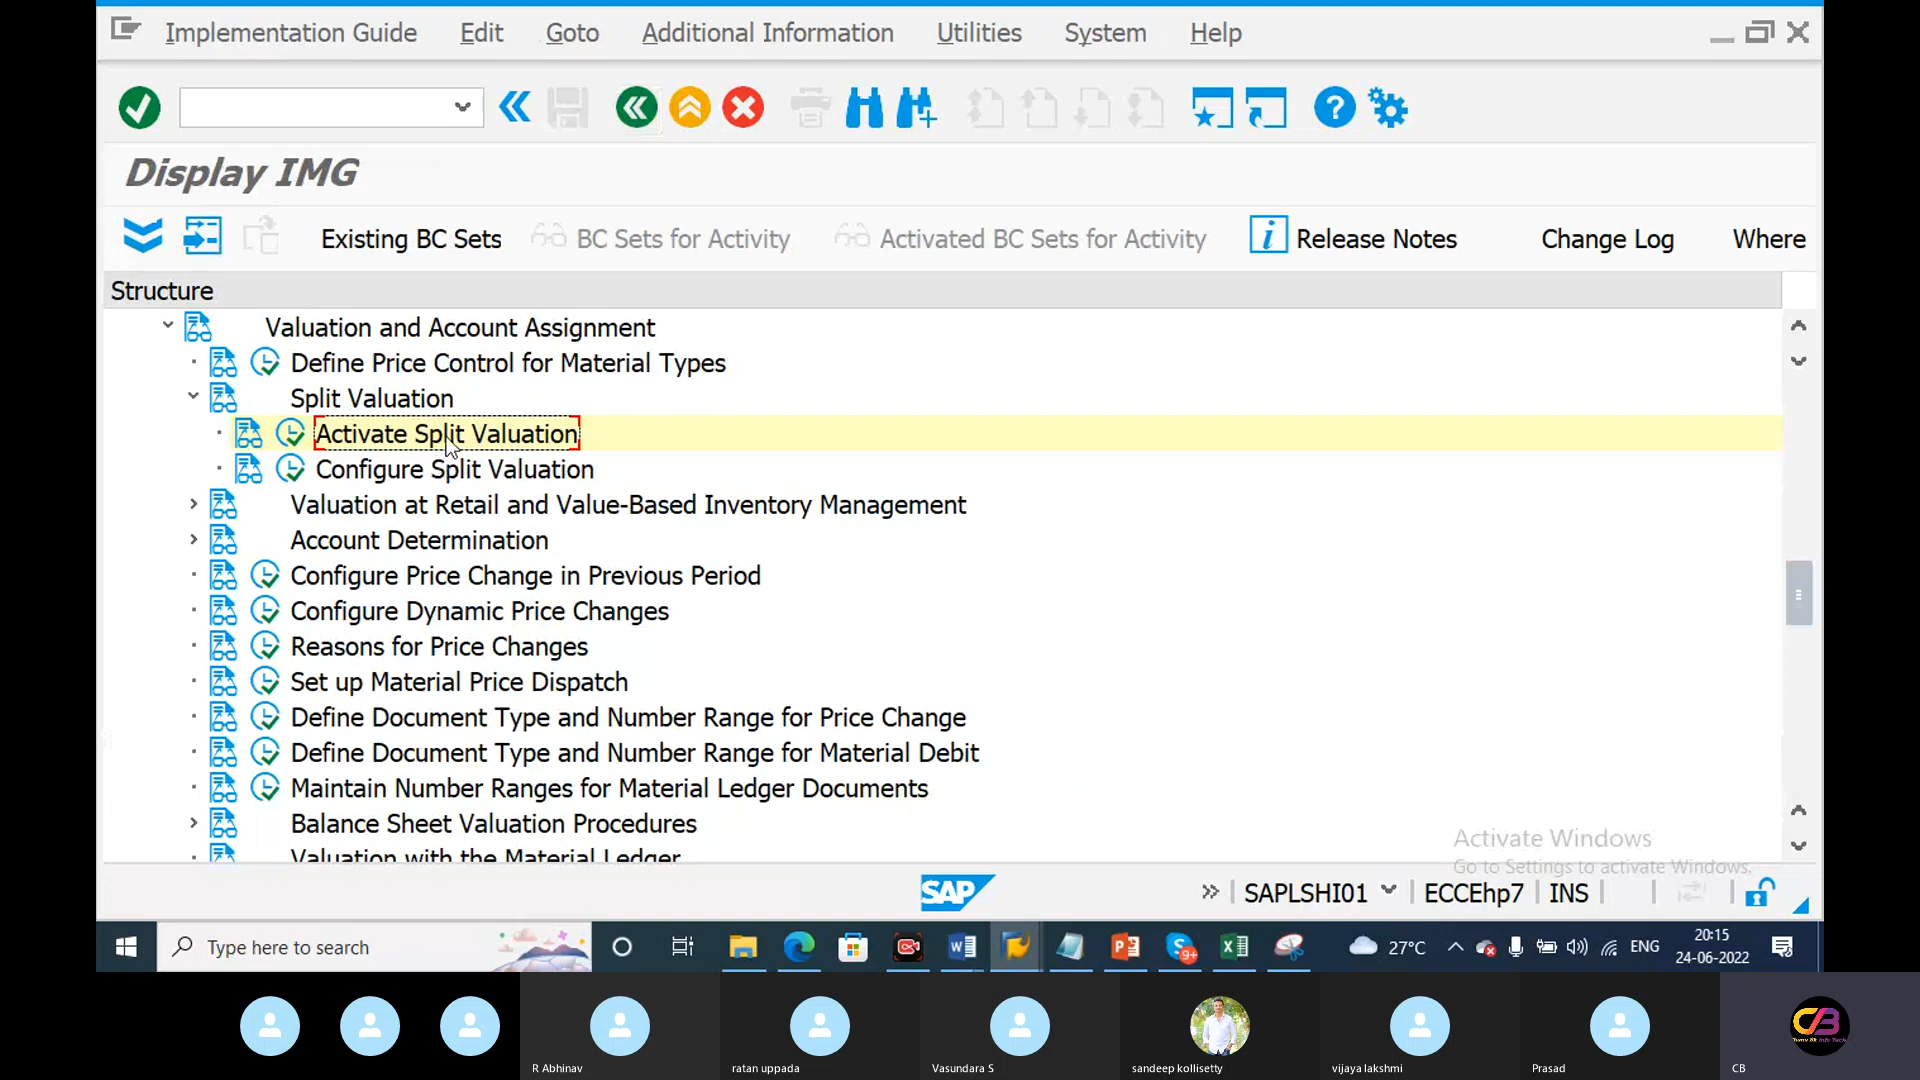 Implementation Guide Edit Goto Additional Information Utilities System Help
Display IMG
Existing BC Sets BC Sets for Activity Activated BC Sets for Activity Release Notes Change Log Where
Structure
Valuation and Account Assignment
Define Price Control for Material Types
Split Valuation
Activate Split Valuation
Configure Split Valuation
Valuation at Retail and Value-Based Inventory Management
Account Determination
Configure Price Change in Previous Period
Configure Dynamic Price Changes
Reasons for Price Changes
Set up Material Price Dispatch
Define Document Type and Number Range for Price Change
Define Document Type and Number Range for Material Debit
Maintain Number Ranges for Material Ledger Documents
Balance Sheet Valuation Procedures
Valuation with the Material Ledger
Activate Windows
Go to Settings to activate Windows.
SAP SAPLSHI01 ECCEhp7 INS
Type here to search 9+ 27°C ENG 20:15
24-06-2022
R Abhinav ratan uppada Vasundara S sandeep kollisetty vijaya lakshmi Prasad CB